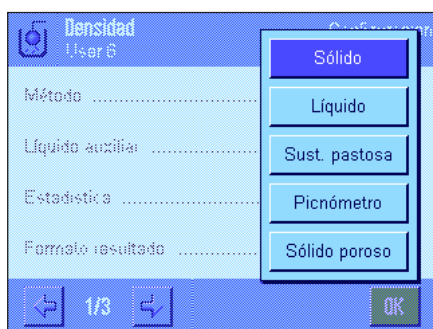 Densidad
User 6
Método
Líquido auxiliar
Estadística
Formato resultado
Sólido
Líquido
Sust. pastosa
Picnómetro
Sólido poroso
1/3
OK